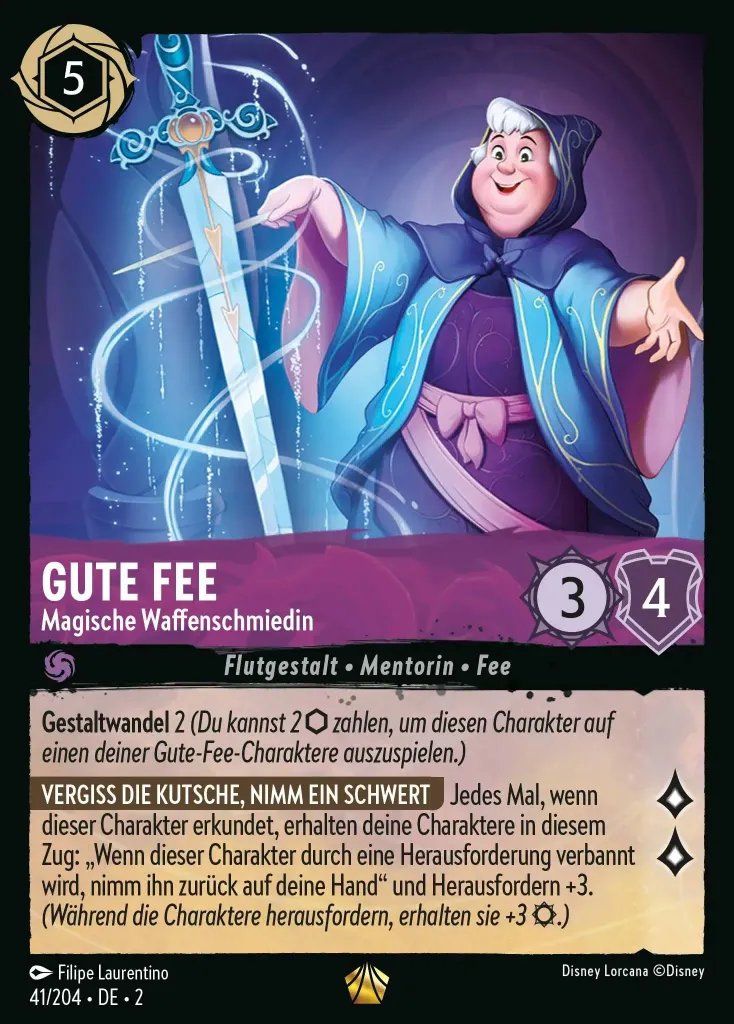 5
GUTE FEE
Magische Waffenschmiedin
3
4
Flutgestalt • Mentorin • Fee
Gestaltwandel 2 (Du kannst 2 zahlen, um diesen Charakter auf
einen deiner Gute-Fee-Charaktere auszuspielen.)
VERGISS DIE KUTSCHE, NIMM EIN SCHWERT Jedes Mal, wenn
dieser Charakter erkundet, erhalten deine Charaktere in diesem
Zug: „Wenn dieser Charakter durch eine Herausforderung verbannt
wird, nimm ihn zurück auf deine Hand“ und Herausfordern +3.
(Während die Charaktere herausfordern, erhalten sie +3 .)
Filipe Laurentino
Disney Lorcana ©Disney
41/204 • DE • 2